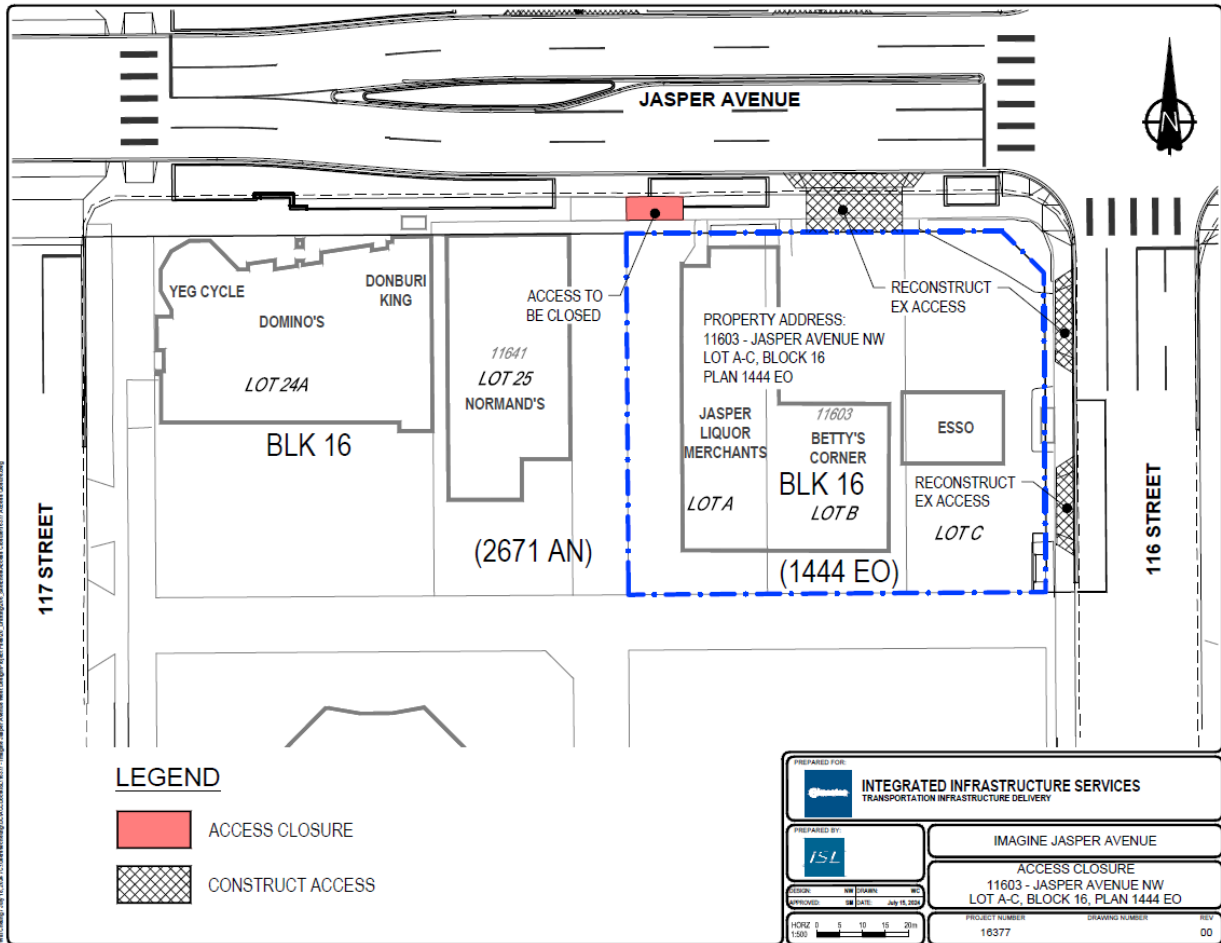 JASPER AVENUE
N
YEG CYCLE
DONBURI
KING
DOMINO'S
LOT 24A
BLK 16
11641
LOT 25
NORMAND'S
ACCESS TO
BE CLOSED
PROPERTY ADDRESS:
11603 - JASPER AVENUE NW
LOT A-C, BLOCK 16
PLAN 1444 EO
RECONSTRUCT
EX ACCESS
JASPER
LIQUOR
MERCHANTS
11603
BETTY'S
CORNER
ESSO
BLK 16
RECONSTRUCT
EX ACCESS
LOT A
LOT B
LOT C
(2671 AN)
(1444 EO)
117 STREET
116 STREET
LEGEND
ACCESS CLOSURE
CONSTRUCT ACCESS
PREPARED FOR:
INTEGRATED INFRASTRUCTURE SERVICES
TRANSPORTATION INFRASTRUCTURE DELIVERY
PREPARED BY:
ISL
IMAGINE JASPER AVENUE
ACCESS CLOSURE
11603 - JASPER AVENUE NW
LOT A-C, BLOCK 16, PLAN 1444 EO
DESIGN: NW DRAWN: WC
APPROVED: SM DATE: July 15, 2024
HORZ 0 5 10 15 20m
1:500
PROJECT NUMBER
16377
DRAWING NUMBER
REV
00